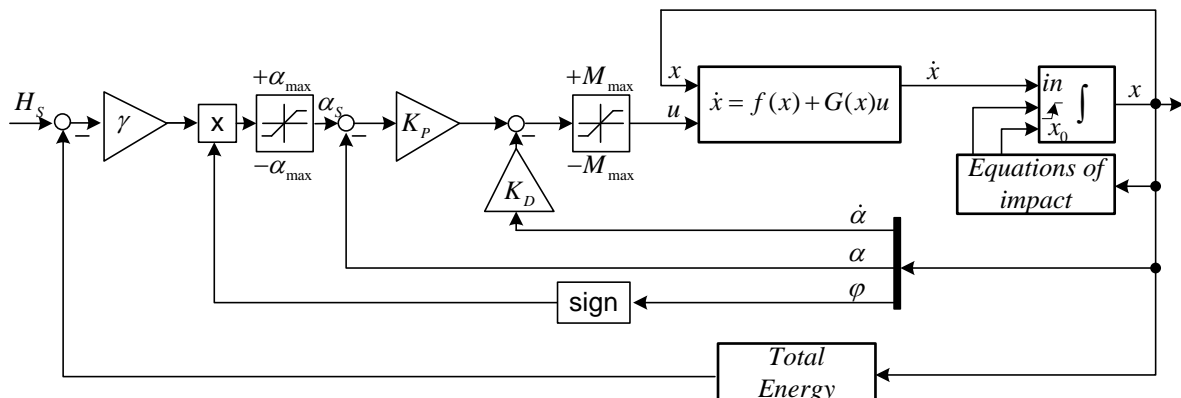 +α_max
+M_max
H_S
γ
x
α_S
K_P
−α_max
−M_max
K_D
x
u
ẋ = f(x) + G(x)u
ẋ
in
∫
x_0
x
Equations of
impact
α̇
α
φ
sign
Total
Energy